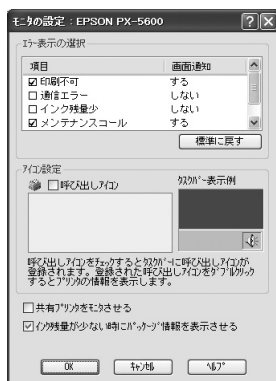 モニタの設定：EPSON PX-5600
エラー表示の選択
項目 画面通知
印刷不可 する
通信エラー しない
インク残量少 しない
メンテナンスコール する
標準に戻す
アイコン設定
呼び出しアイコン
タスクバー表示例
呼び出しアイコンをチェックするとタスクバーに呼び出しアイコンが
登録されます。登録された呼び出しアイコンをダブルクリック
するとプリンタの情報を表示します。
共有プリンタをモニタさせる
インク残量が少ない時にパッケージ情報を表示させる
OK キャンセル ヘルプ